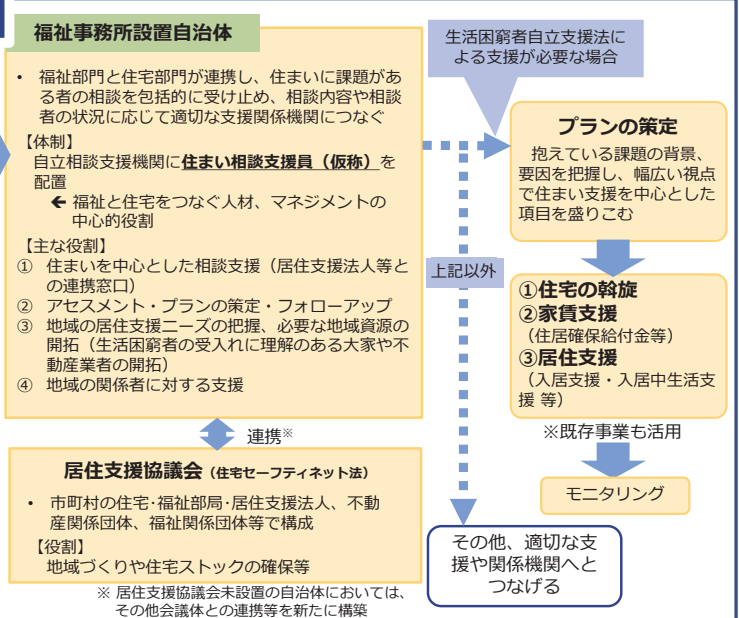 福祉事務所設置自治体
• 福祉部門と住宅部門が連携し、住まいに課題があ
る者の相談を包括的に受け止め、相談内容や相談
者の状況に応じて適切な支援関係機関につなぐ
【体制】
自立相談支援機関に住まい相談支援員（仮称）を
配置
← 福祉と住宅をつなぐ人材、マネジメントの
中心的役割
【主な役割】
① 住まいを中心とした相談支援（居住支援法人等と
の連携窓口）
② アセスメント・プランの策定・フォローアップ
③ 地域の居住支援ニーズの把握、必要な地域資源の
開拓（生活困窮者の受入れに理解のある大家や不
動産業者の開拓）
④ 地域の関係者に対する支援
連携※
居住支援協議会（住宅セーフティネット法）
• 市町村の住宅･福祉部局･居住支援法人、不動
産関係団体、福祉関係団体等で構成
【役割】
地域づくりや住宅ストックの確保等
※ 居住支援協議会未設置の自治体においては、
その他会議体との連携等を新たに構築
生活困窮者自立支援法に
よる支援が必要な場合
上記以外
プランの策定
抱えている課題の背景、
要因を把握し、幅広い視点
で住まい支援を中心とした
項目を盛りこむ
①住宅の斡旋
②家賃支援
（住居確保給付金等）
③居住支援
（入居支援・入居中生活支
援 等）
※既存事業も活用
モニタリング
その他、適切な支
援や関係機関へと
つなげる